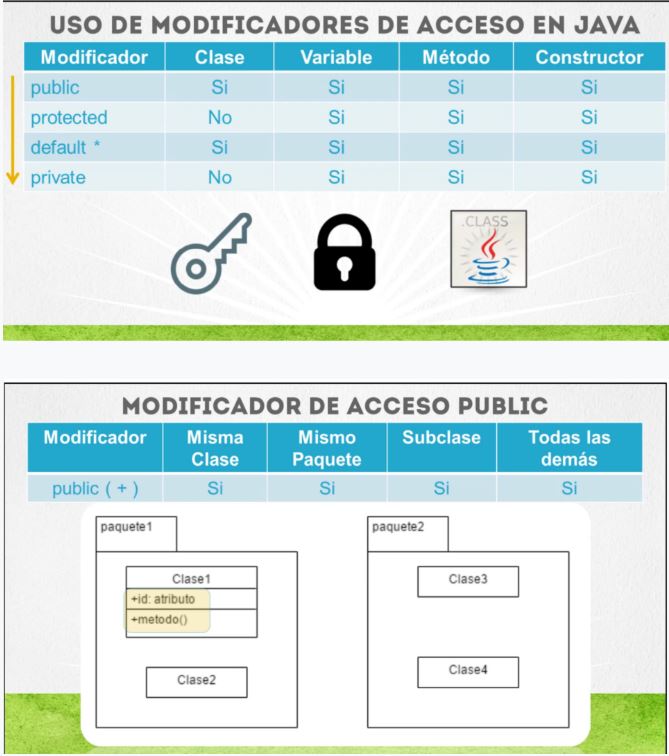 USO DE MODIFICADORES DE ACCESO EN JAVA
Modificador Clase Variable Método Constructor
public Si Si Si Si
protected No Si Si Si
default * Si Si Si Si
private No Si Si Si
.CLASS
MODIFICADOR DE ACCESO PUBLIC
Modificador Misma Clase Mismo Paquete Subclase Todas las demás
public ( + ) Si Si Si Si
paquete1
Clase1
+id: atributo
+metodo()
Clase2
paquete2
Clase3
Clase4